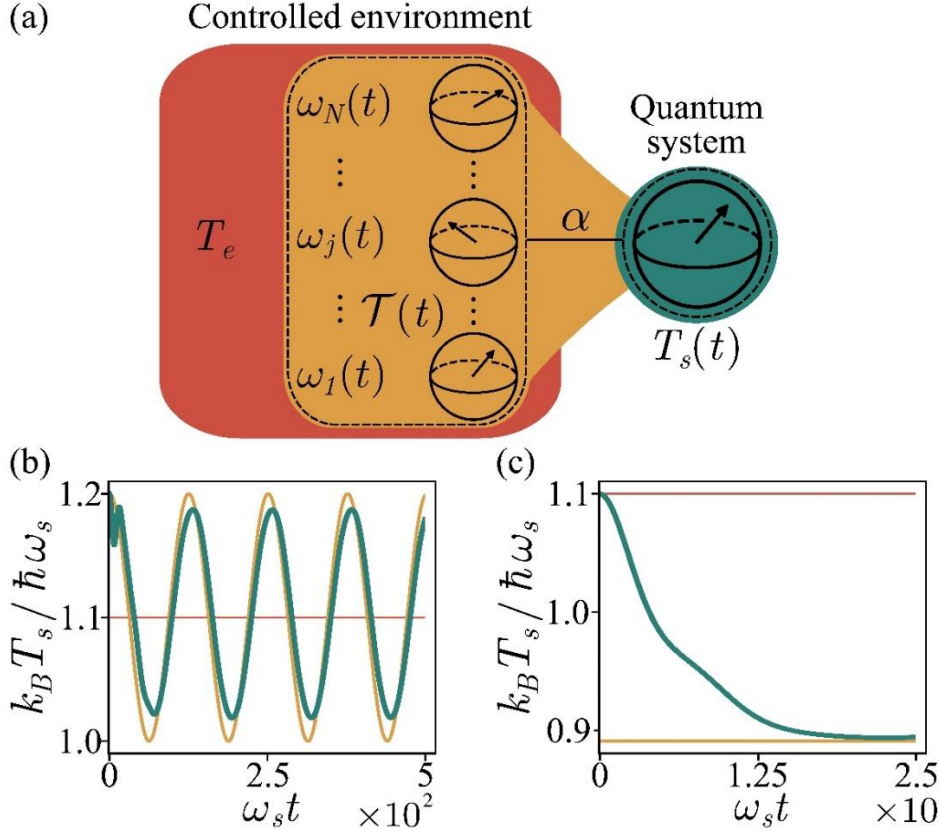 (a) Controlled environment
ω_N(t)
Quantum
system
⋮ ⋮
T_e ω_j(t) α
⋮ 𝒯(t) ⋮
T_s(t)
ω_1(t)
(b) (c)
k_B T_s / ħ ω_s
1.2
1.1
1.0
0 2.5 5
ω_s t ×10^2
k_B T_s / ħ ω_s
1.1
1.0
0.9
0 1.25 2.5
ω_s t ×10